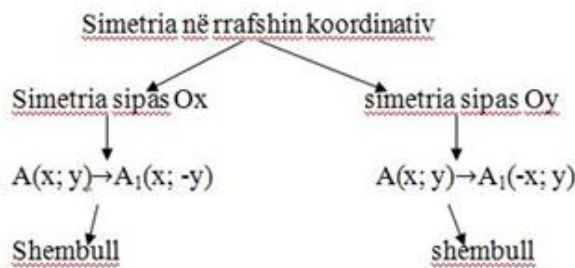 Simetria në rrafshin koordinativ
Simetria sipas Ox simetria sipas Oy
A(x; y)→A₁(x; -y) A(x; y)→A₁(-x; y)
Shembull shembull